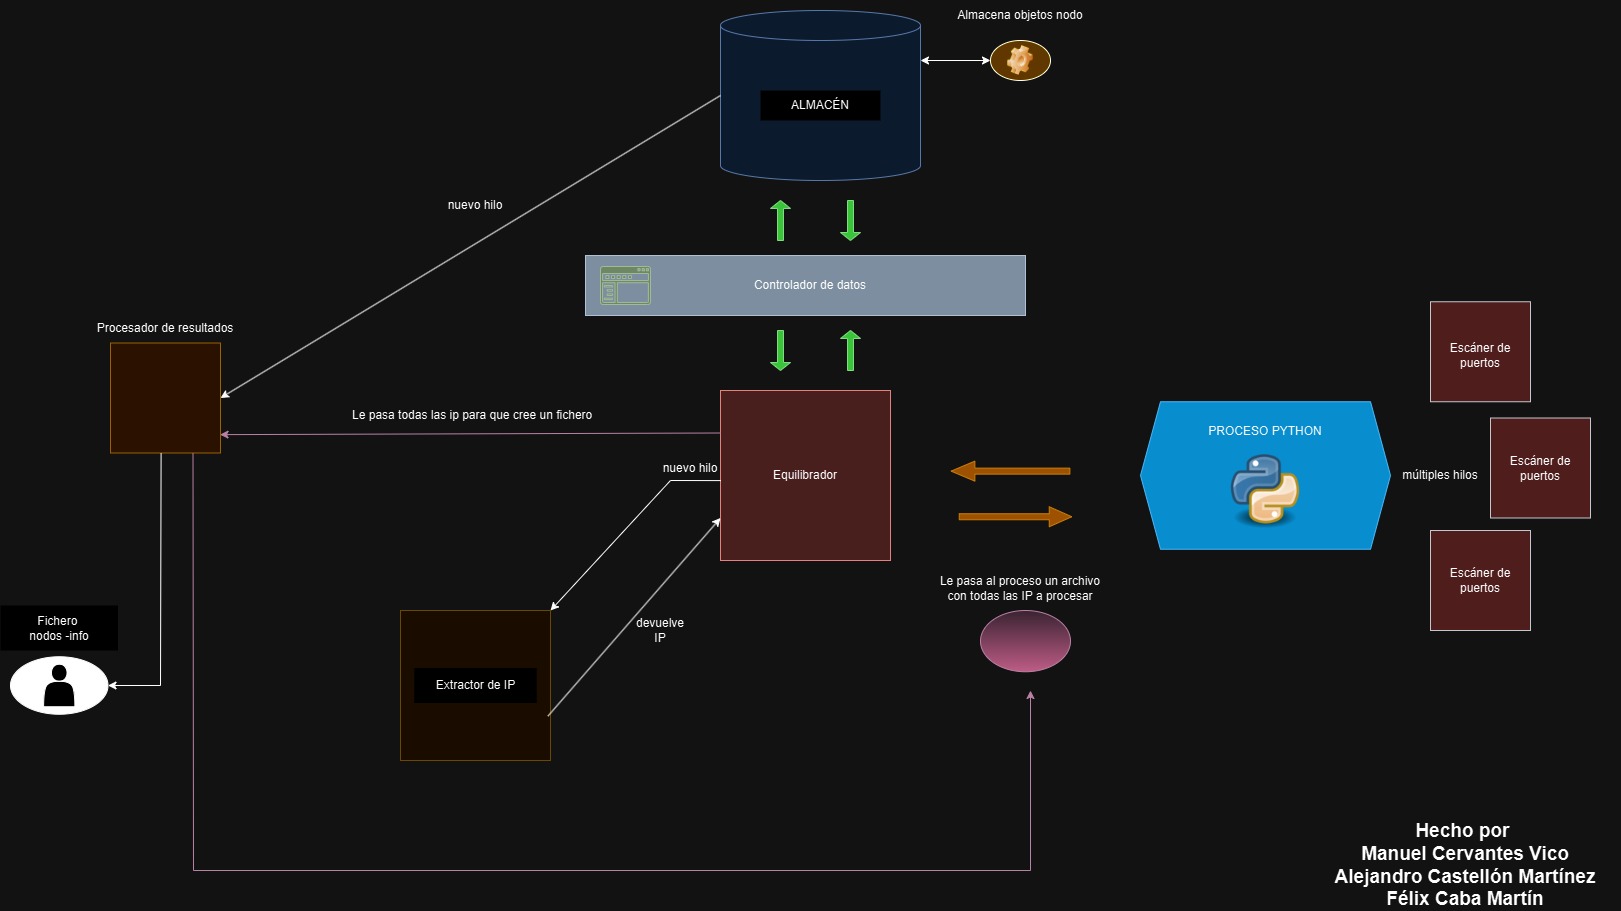 Almacena objetos nodo
ALMACÉN
nuevo hilo
Controlador de datos
Procesador de resultados
Escáner de
puertos
Le pasa todas las ip para que cree un fichero
PROCESO PYTHON
nuevo hilo
Equilibrador
múltiples hilos
Escáner de
puertos
Le pasa al proceso un archivo
con todas las IP a procesar
Escáner de
puertos
Fichero
nodos -info
devuelve
IP
Extractor de IP
Hecho por
Manuel Cervantes Vico
Alejandro Castellón Martínez
Félix Caba Martín